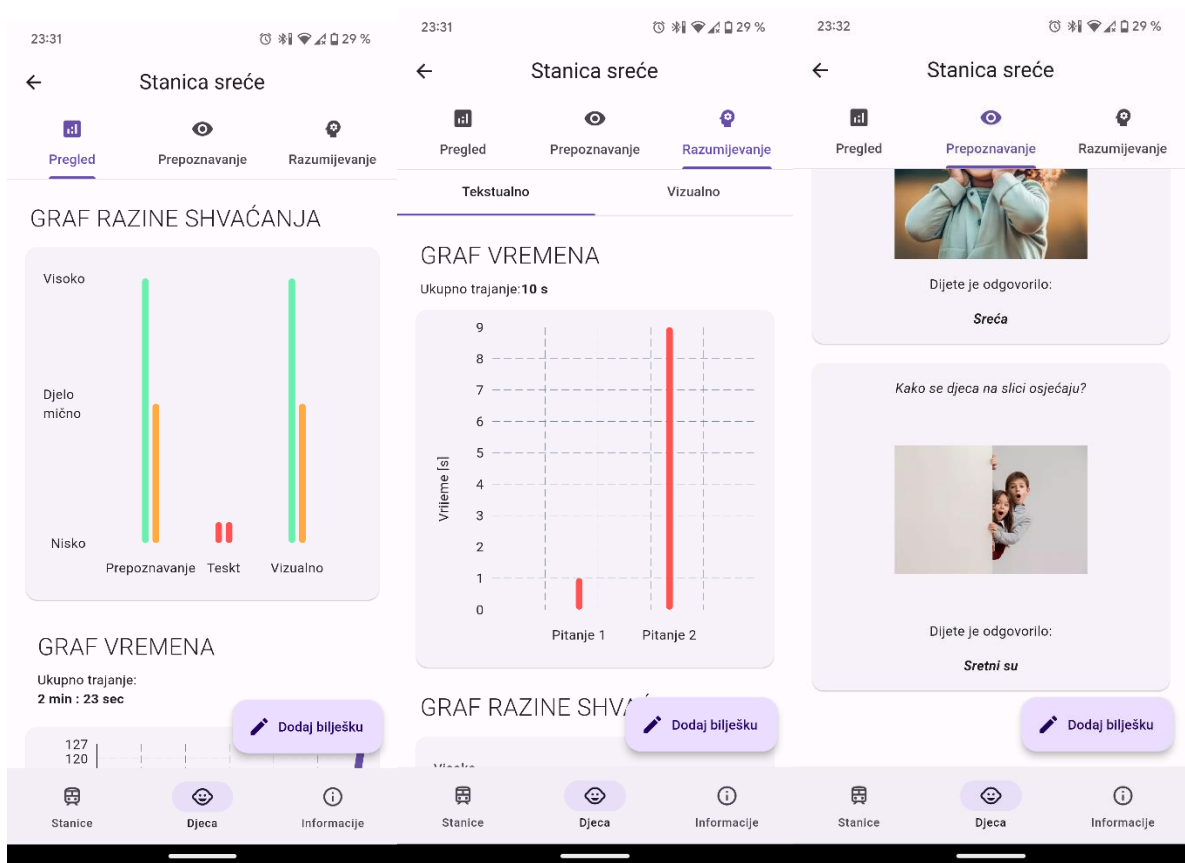 23:31
29 %
Stanica sreće
Pregled
Prepoznavanje
Razumijevanje
GRAF RAZINE SHVAĆANJA
Visoko
Djelo
mično
Nisko
Prepoznavanje
Teskt
Vizualno
GRAF VREMENA
Ukupno trajanje:
2 min : 23 sec
Dodaj bilješku
127
120
Stanice
Djeca
Informacije
23:31
29 %
Stanica sreće
Pregled
Prepoznavanje
Razumijevanje
Tekstualno
Vizualno
GRAF VREMENA
Ukupno trajanje:10 s
9
8
7
6
5
4
3
2
1
0
Vrijeme [s]
Pitanje 1
Pitanje 2
GRAF RAZINE SHVA
Dodaj bilješku
Stanice
Djeca
Informacije
23:32
29 %
Stanica sreće
Pregled
Prepoznavanje
Razumijevanje
Dijete je odgovorilo:
Sreća
Kako se djeca na slici osjećaju?
Dijete je odgovorilo:
Sretni su
Dodaj bilješku
Stanice
Djeca
Informacije